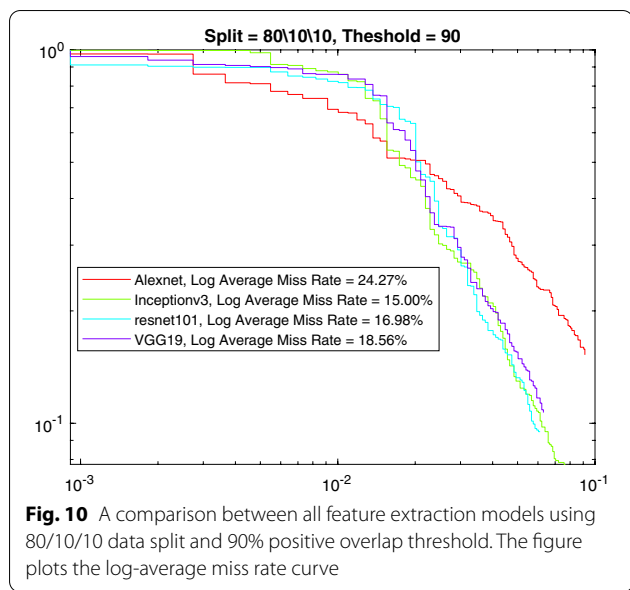 Split = 80\10\10, Theshold = 90
10⁰
Alexnet, Log Average Miss Rate = 24.27%
Inceptionv3, Log Average Miss Rate = 15.00%
resnet101, Log Average Miss Rate = 16.98%
VGG19, Log Average Miss Rate = 18.56%
10⁻¹
10⁻³ 10⁻² 10⁻¹
Fig. 10 A comparison between all feature extraction models using
80/10/10 data split and 90% positive overlap threshold. The figure
plots the log-average miss rate curve